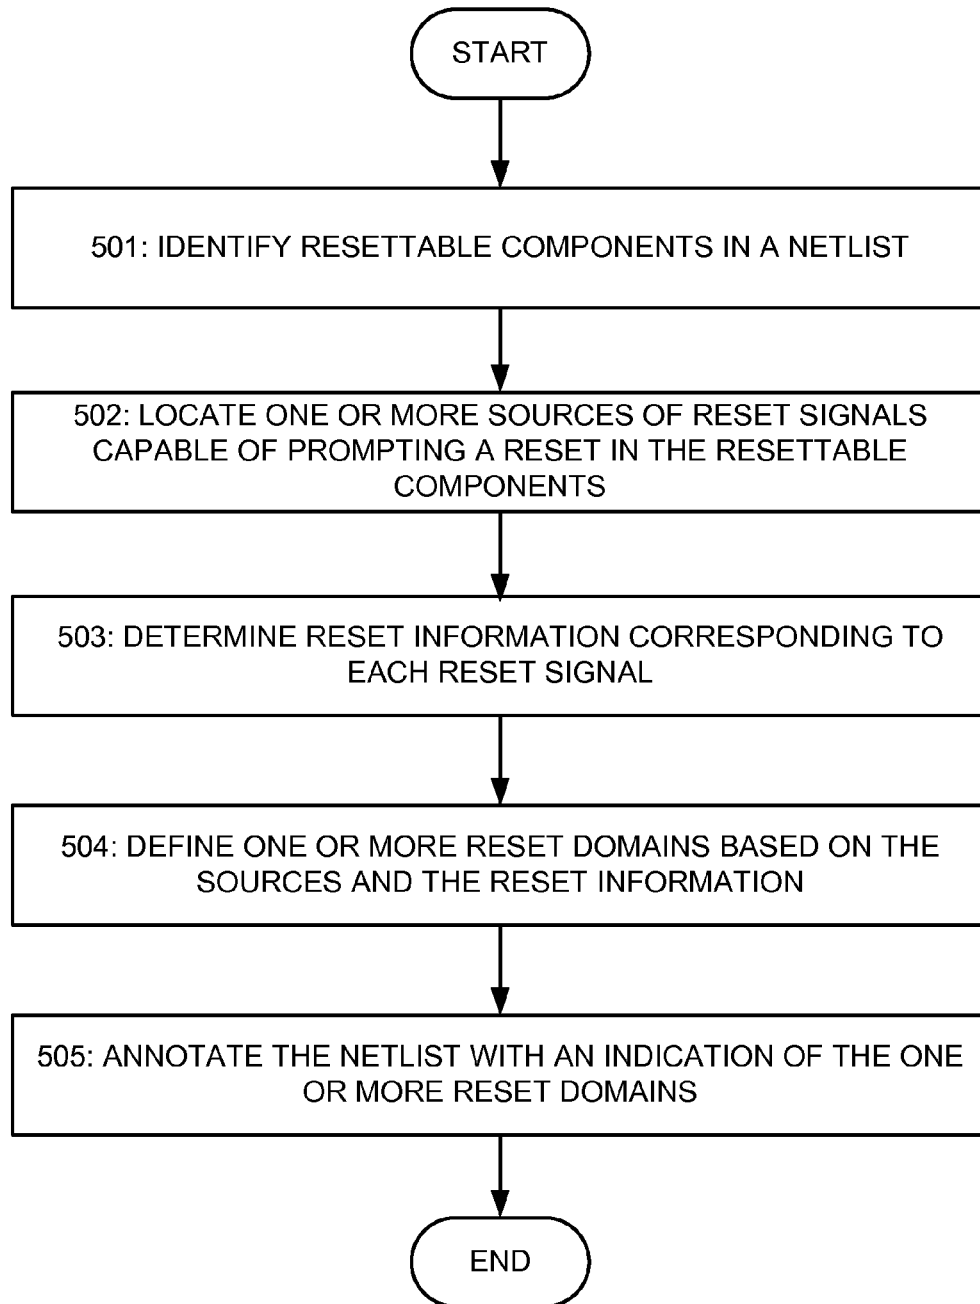 START
501: IDENTIFY RESETTABLE COMPONENTS IN A NETLIST
502: LOCATE ONE OR MORE SOURCES OF RESET SIGNALS
CAPABLE OF PROMPTING A RESET IN THE RESETTABLE
COMPONENTS
503: DETERMINE RESET INFORMATION CORRESPONDING TO
EACH RESET SIGNAL
504: DEFINE ONE OR MORE RESET DOMAINS BASED ON THE
SOURCES AND THE RESET INFORMATION
505: ANNOTATE THE NETLIST WITH AN INDICATION OF THE ONE
OR MORE RESET DOMAINS
END